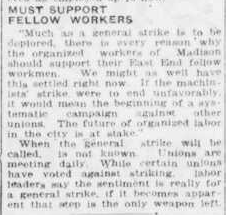 MUST SUPPORT
FELLOW WORKERS
"Much as a general strike is to be
deplored, there is every reason why
the organized workers of Madison
should support their East End fellow
workmen. We might as well have
this settled right now. If the machin-
ists' strike were to end unfavorably,
it would mean the beginning of a sys-
tematic campaign against other
unions. The future of organized labor
in the city is at stake."
When the general strike will be
called, is not known. Unions are
meeting daily. While certain unions
have voted against striking, labor
leaders say the sentiment is really for
a general strike, if it becomes appar-
ent that step is the only weapon left.